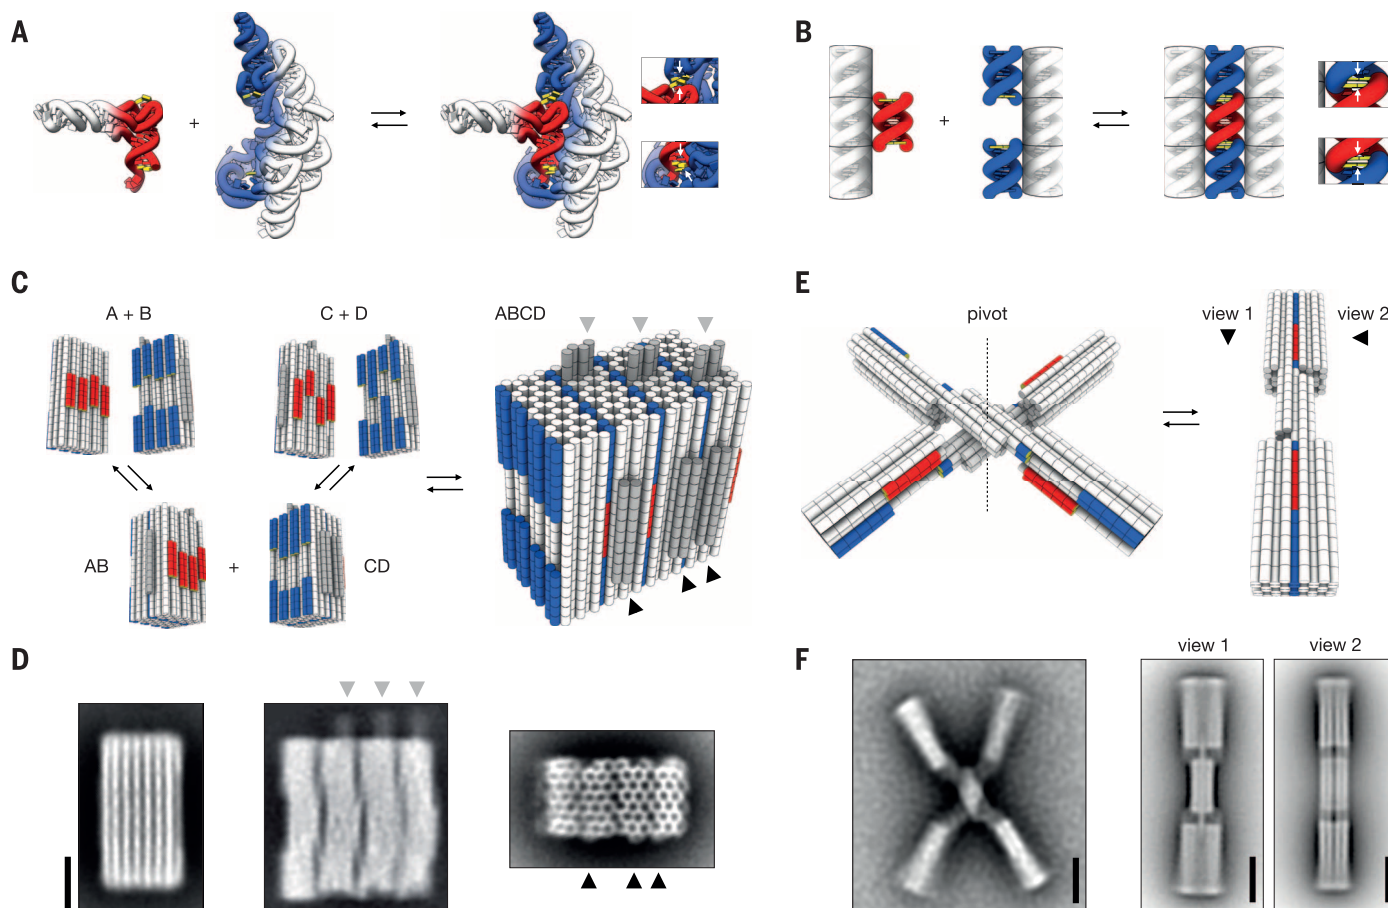 A
+
B
+
C
A + B
C + D
ABCD
AB
+
CD
D
E
pivot
view 1
view 2
F
view 1
view 2